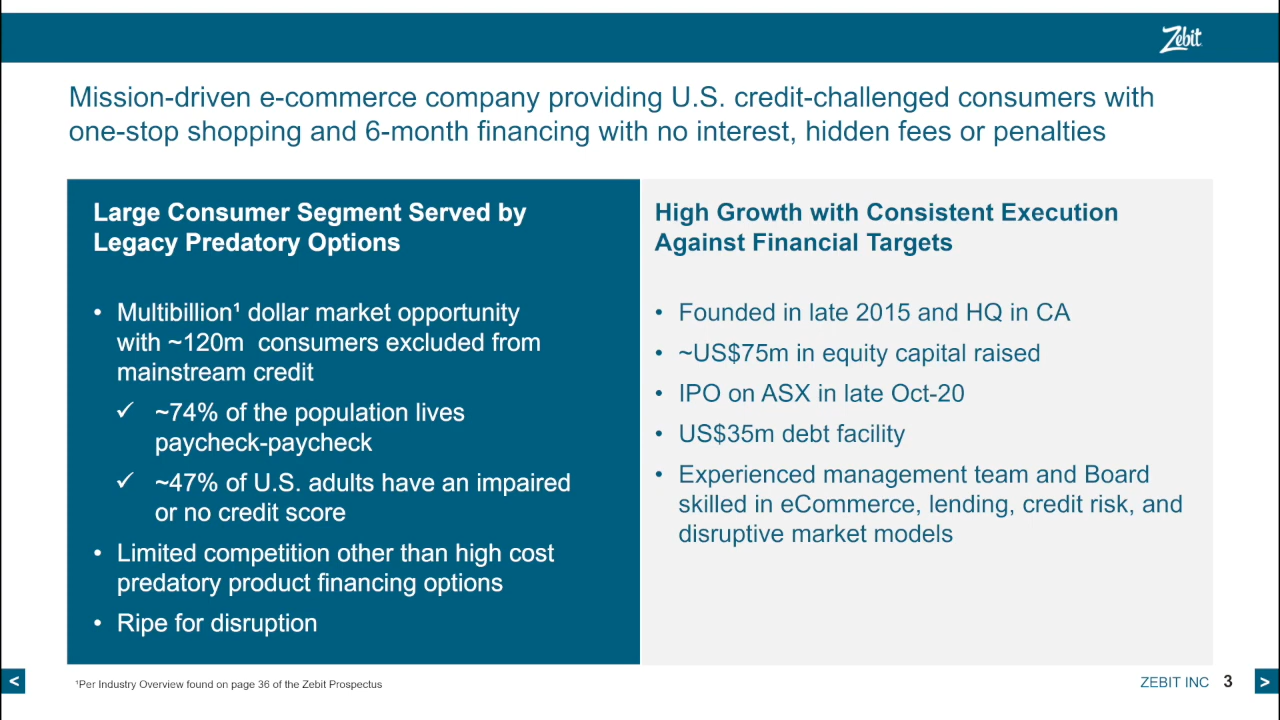 Zebit
Mission-driven e-commerce company providing U.S. credit-challenged consumers with
one-stop shopping and 6-month financing with no interest, hidden fees or penalties
Large Consumer Segment Served by
Legacy Predatory Options
• Multibillion¹ dollar market opportunity
with ~120m consumers excluded from
mainstream credit
✓ ~74% of the population lives
paycheck-paycheck
✓ ~47% of U.S. adults have an impaired
or no credit score
• Limited competition other than high cost
predatory product financing options
• Ripe for disruption
High Growth with Consistent Execution
Against Financial Targets
• Founded in late 2015 and HQ in CA
• ~US$75m in equity capital raised
• IPO on ASX in late Oct-20
• US$35m debt facility
• Experienced management team and Board
skilled in eCommerce, lending, credit risk, and
disruptive market models
< ¹Per Industry Overview found on page 36 of the Zebit Prospectus
ZEBIT INC 3 >